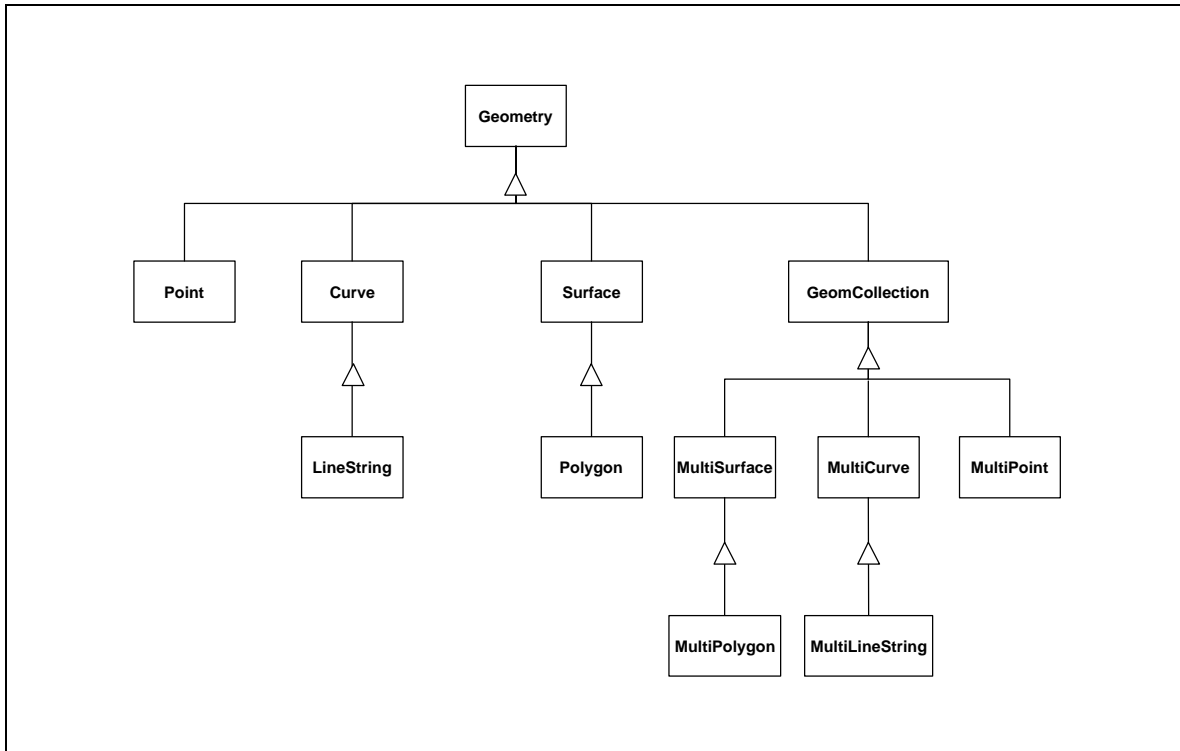 Geometry
Point
Curve
Surface
GeomCollection
LineString
Polygon
MultiSurface
MultiCurve
MultiPoint
MultiPolygon
MultiLineString